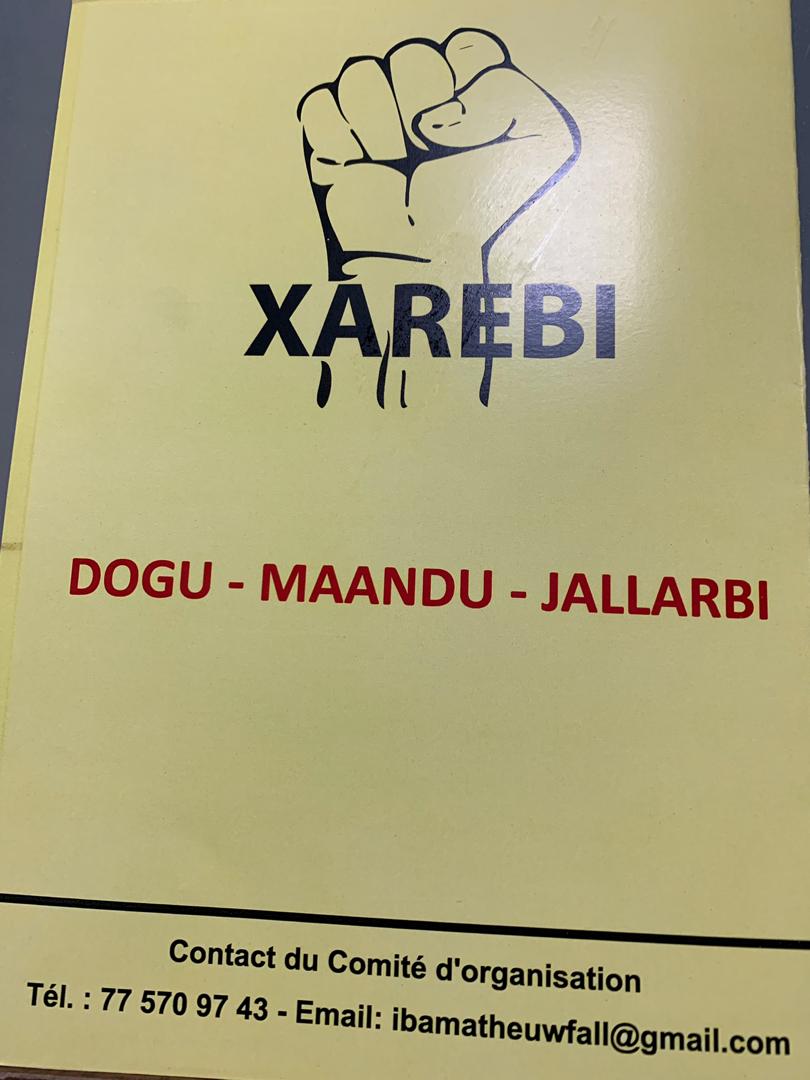 XAREBI
DOGU - MAANDU - JALLARBI
Contact du Comité d'organisation
Tél. : 77 570 97 43 - Email: ibamatheuwfall@gmail.com